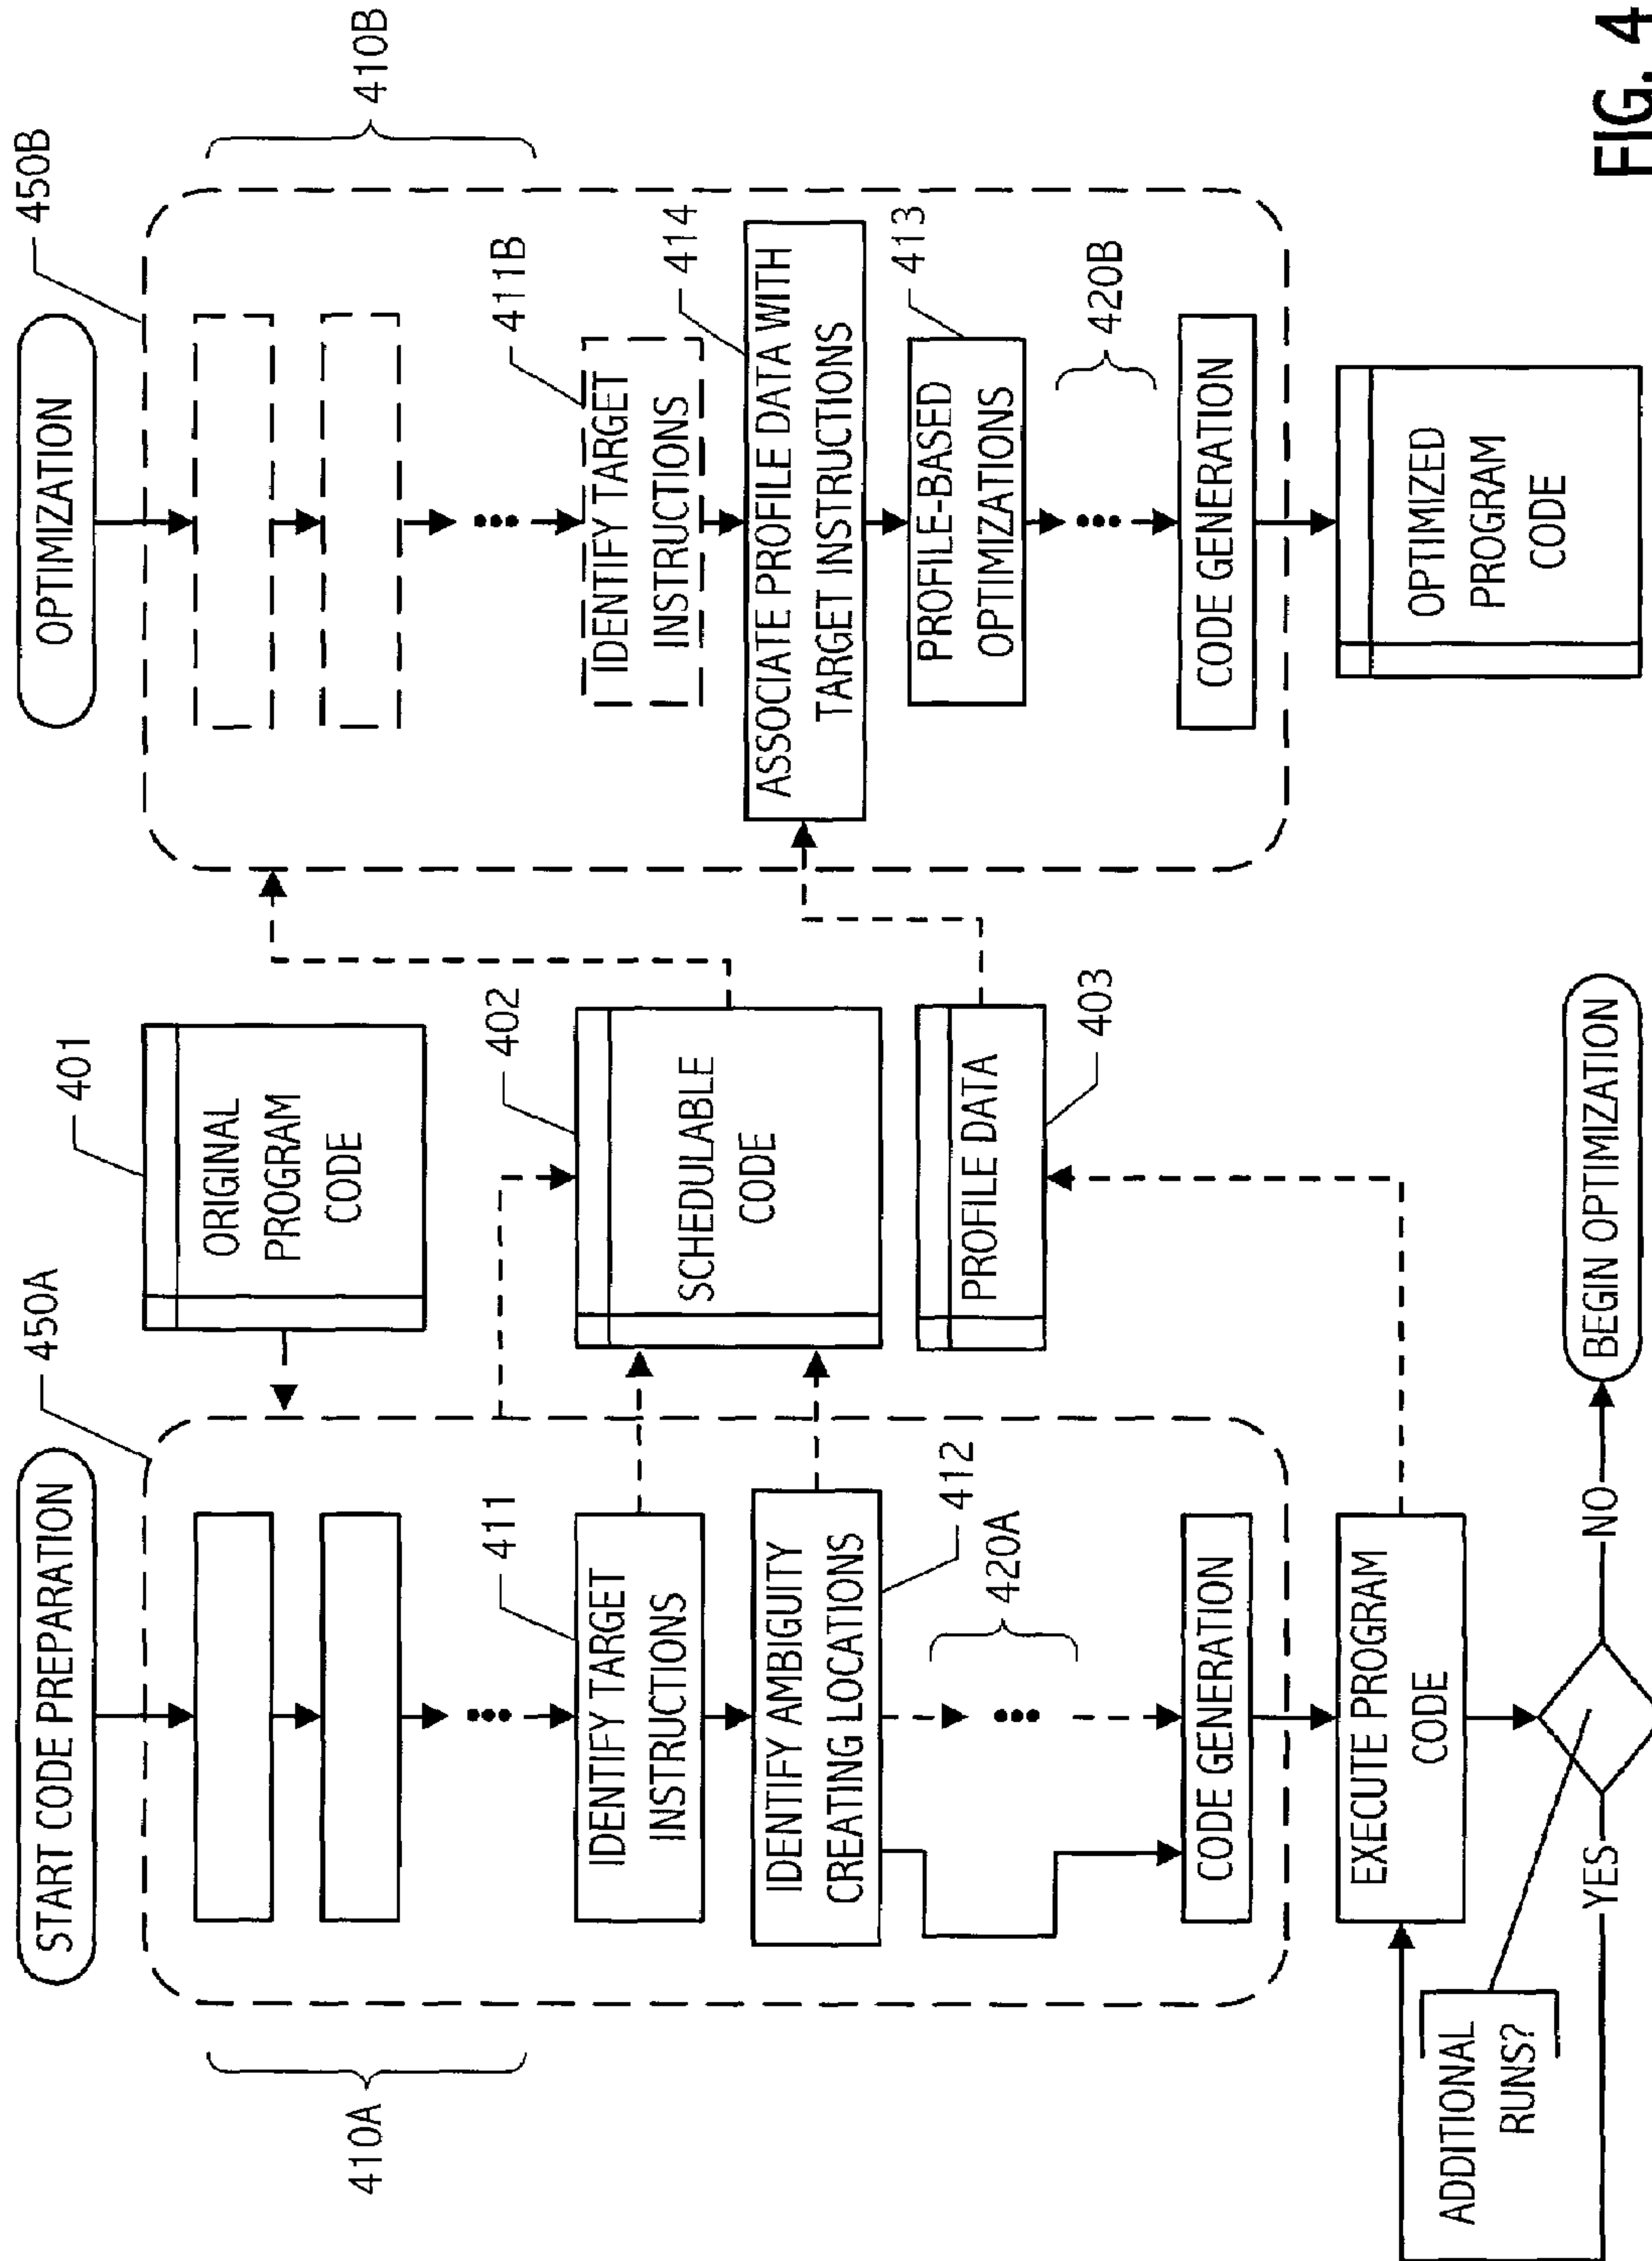 START CODE PREPARATION
450A
410A
411
IDENTIFY TARGET
INSTRUCTIONS
IDENTIFY AMBIGUITY
CREATING LOCATIONS
412
420A
•••
•••
CODE GENERATION
EXECUTE PROGRAM
CODE
ADDITIONAL
RUNS?
YES
NO
BEGIN OPTIMIZATION
401
ORIGINAL
PROGRAM
CODE
402
SCHEDULABLE
CODE
PROFILE DATA
403
OPTIMIZATION
450B
410B
•••
411B
IDENTIFY TARGET
INSTRUCTIONS
414
ASSOCIATE PROFILE DATA WITH
TARGET INSTRUCTIONS
413
PROFILE-BASED
OPTIMIZATIONS
•••
420B
CODE GENERATION
OPTIMIZED
PROGRAM
CODE
FIG. 4